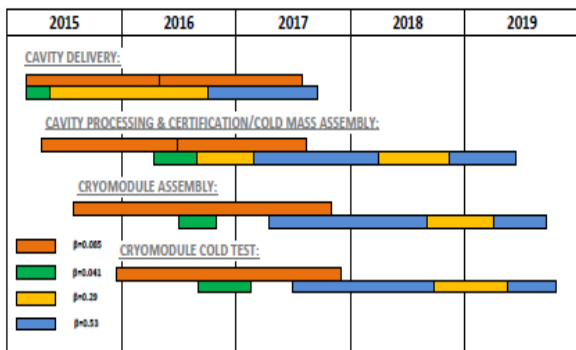 2015 2016 2017 2018 2019
CAVITY DELIVERY:
CAVITY PROCESSING & CERTIFICATION/COLD MASS ASSEMBLY:
CRYOMODULE ASSEMBLY:
CRYOMODULE COLD TEST:
β=0.085
β=0.041
β=0.29
β=0.53